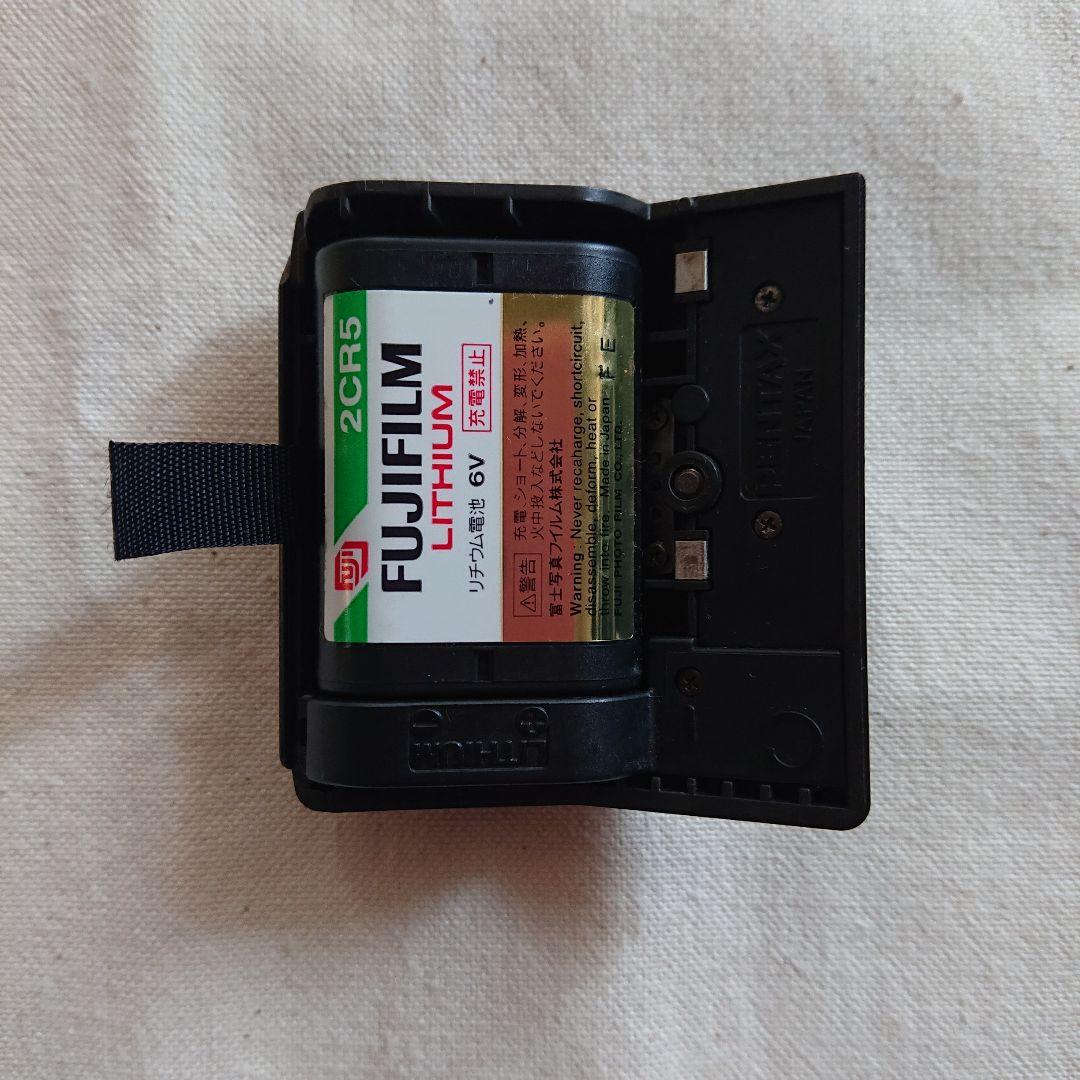 2CR5
FUJI
FUJIFILM
LITHIUM
リチウム電池 6V
充電禁止
⚠警告
充電、ショート、分解、変形、加熱、
火中投入などしないでください。
富士写真フイルム株式会社
Warning: Never recaharge, shortcircuit,
disassemble, deform, heat or
throw into fire. Made in Japan
FUJI PHOTO FILM CO., LTD.
PENTAX
JAPAN
- +
LITHIUM